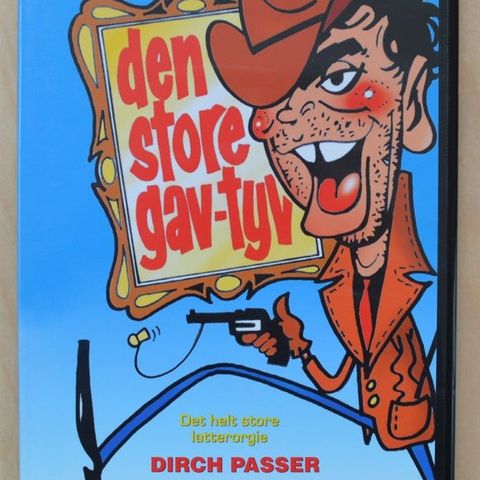 den
store
gav-tyv
Det helt store
latterorgie
DIRCH PASSER